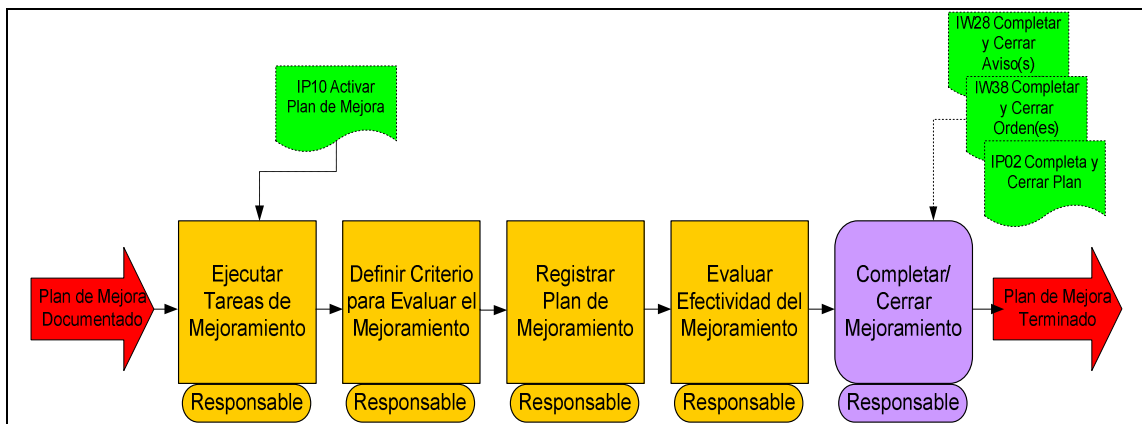 IW28 Completar
y Cerrar
Aviso(s)
IW38 Completar
y Cerrar
Orden(es)
IP02 Completa y
Cerrar Plan
IP10 Activar
Plan de Mejora
Plan de Mejora
Documentado
Ejecutar
Tareas de
Mejoramiento
Responsable
Definir Criterio
para Evaluar el
Mejoramiento
Responsable
Registrar
Plan de
Mejoramiento
Responsable
Evaluar
Efectividad del
Mejoramiento
Responsable
Completar/
Cerrar
Mejoramiento
Responsable
Plan de Mejora
Terminado